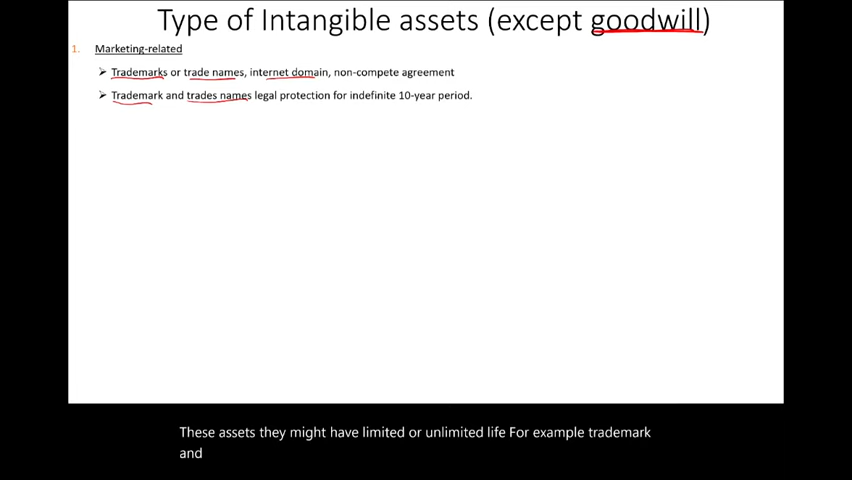 Type of Intangible assets (except goodwill)
1. Marketing-related
➢ Trademarks or trade names, internet domain, non-compete agreement
➢ Trademark and trades names legal protection for indefinite 10-year period.
These assets they might have limited or unlimited life For example trademark
and